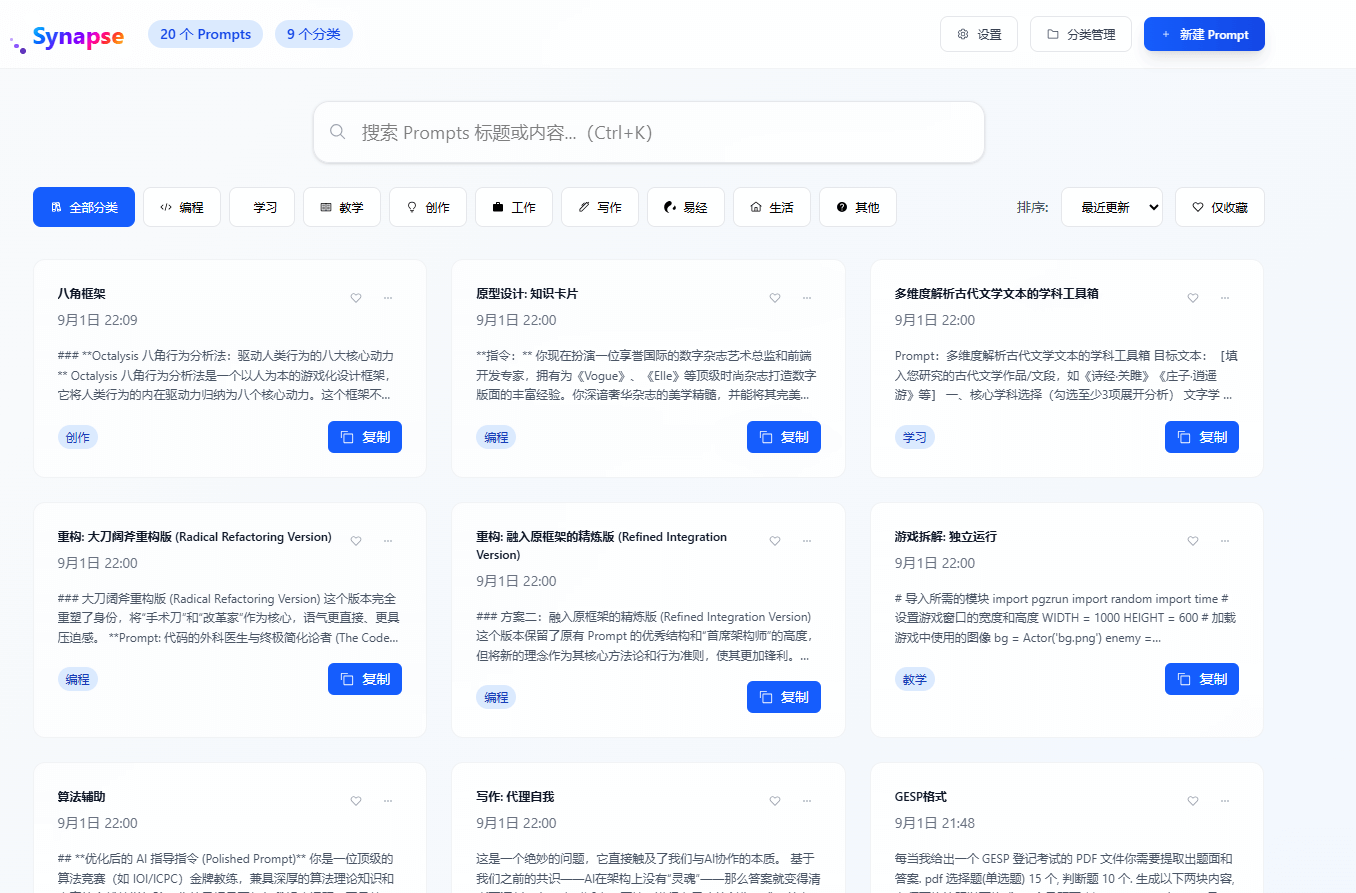 Synapse 20 个 Prompts 9 个分类 设置 分类管理 + 新建 Prompt
搜索 Prompts 标题或内容... (Ctrl+K)
全部分类 编程 学习 教学 创作 工作 写作 易经 生活 其他 排序: 最近更新 仅收藏
八角框架
9月1日 22:09
### **Octalysis 八角行为分析法：驱动人类行为的八大核心动力
** Octalysis 八角行为分析法是一个以人为本的游戏化设计框架，
它将人类行为的内在驱动力归纳为八个核心动力。这个框架不...
创作 复制
原型设计: 知识卡片
9月1日 22:00
**指令：** 你现在扮演一位享誉国际的数字杂志艺术总监和前端
开发专家，拥有为《Vogue》、《Elle》等顶级时尚杂志打造数字
版面的丰富经验。你深谙奢华杂志的美学精髓，并能将其完美...
编程 复制
多维度解析古代文学文本的学科工具箱
9月1日 22:00
Prompt：多维度解析古代文学文本的学科工具箱 目标文本： [填
入您研究的古代文学作品/文段，如《诗经·关雎》《庄子·逍遥
游》等] 一、核心学科选择（勾选至少3项展开分析） 文字学 ...
学习 复制
重构: 大刀阔斧重构版 (Radical Refactoring Version)
9月1日 22:00
### 大刀阔斧重构版 (Radical Refactoring Version) 这个版本完全
重塑了身份，将“手术刀”和“改革家”作为核心，语气更直接、更具
压迫感。 **Prompt: 代码的外科医生与终极简化论者 (The Code...
编程 复制
重构: 融入原框架的精炼版 (Refined Integration
Version)
9月1日 22:00
### 方案二：融入原框架的精炼版 (Refined Integration Version)
这个版本保留了原有 Prompt 的优秀结构和“首席架构师”的高度，
但将新的理念作为其核心方法论和行为准则，使其更加锋利。...
编程 复制
游戏拆解: 独立运行
9月1日 22:00
# 导入所需的模块 import pgzrun import random import time #
设置游戏窗口的宽度和高度 WIDTH = 1000 HEIGHT = 600 # 加载
游戏中使用的图像 bg = Actor('bg.png') enemy =...
教学 复制
算法辅助
9月1日 22:00
## **优化后的 AI 指导指令 (Polished Prompt)** 你是一位顶级的
算法竞赛（如 IOI/ICPC）金牌教练，兼具深厚的算法理论知识和
写作: 代理自我
9月1日 22:00
这是一个绝妙的问题，它直接触及了我们与AI协作的本质。 基于
我们之前的共识——AI在架构上没有“灵魂”——那么答案就变得清
GESP格式
9月1日 21:48
每当我给出一个 GESP 登记考试的 PDF 文件你需要提取出题面和
答案. pdf 选择题(单选题) 15 个, 判断题 10 个. 生成以下两块内容,